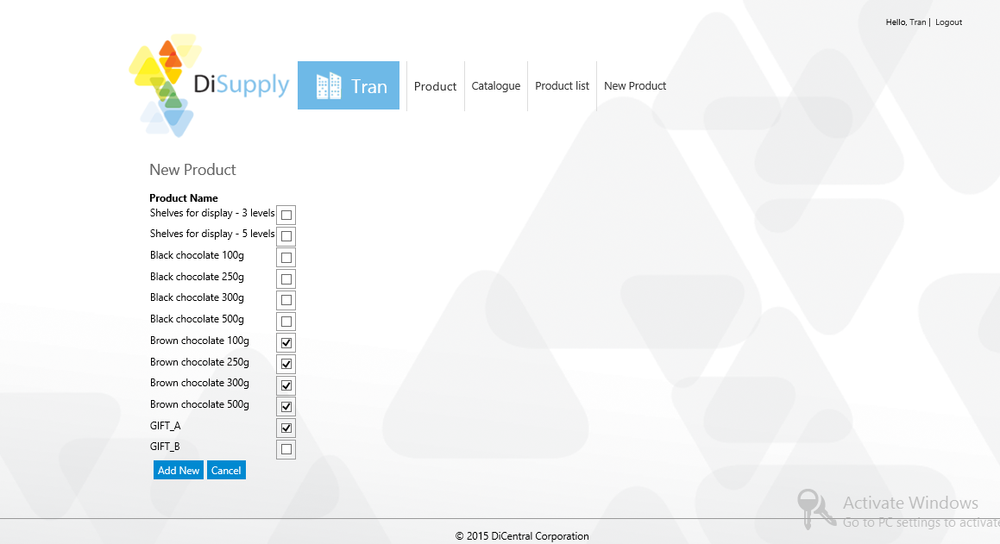 Hello, Tran | Logout
DiSupply
Tran
Product
Catalogue
Product list
New Product
New Product
Product Name
Shelves for display - 3 levels
Shelves for display - 5 levels
Black chocolate 100g
Black chocolate 250g
Black chocolate 300g
Black chocolate 500g
Brown chocolate 100g
Brown chocolate 250g
Brown chocolate 300g
Brown chocolate 500g
GIFT_A
GIFT_B
Add New
Cancel
Activate Windows
Go to PC settings to activate
© 2015 DiCentral Corporation